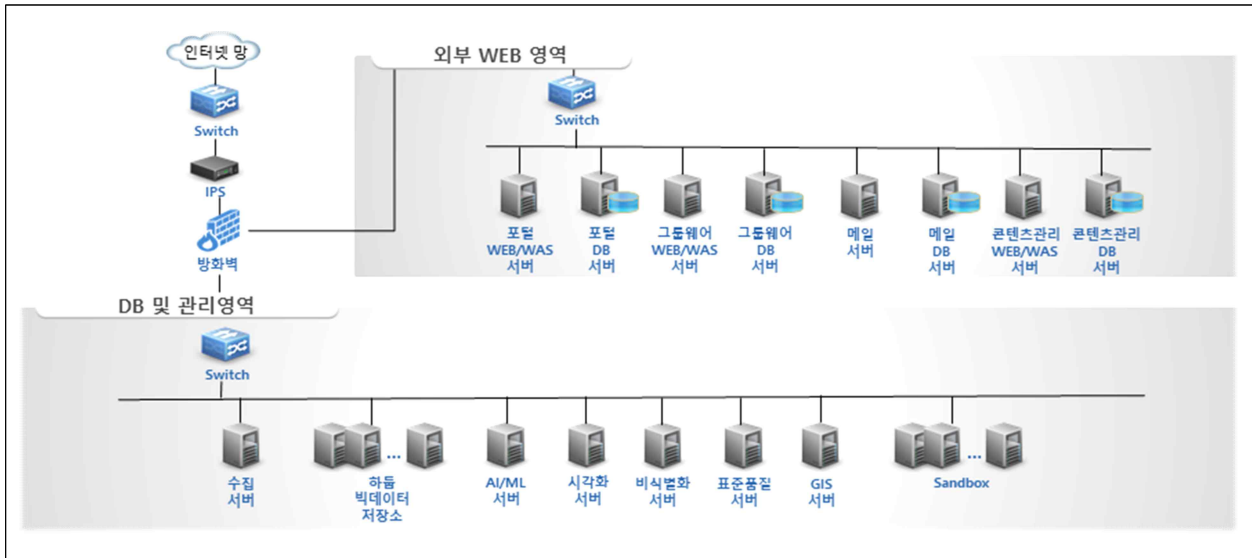 인터넷 망
Switch
IPS
방화벽
외부 WEB 영역
Switch
포털
WEB/WAS
서버
포털
DB
서버
그룹웨어
WEB/WAS
서버
그룹웨어
DB
서버
메일
서버
메일
DB
서버
콘텐츠관리
WEB/WAS
서버
콘텐츠관리
DB
서버
DB 및 관리영역
Switch
수집
서버
...
하둡
빅데이터
저장소
AI/ML
서버
시각화
서버
비식별화
서버
표준품질
서버
GIS
서버
...
Sandbox